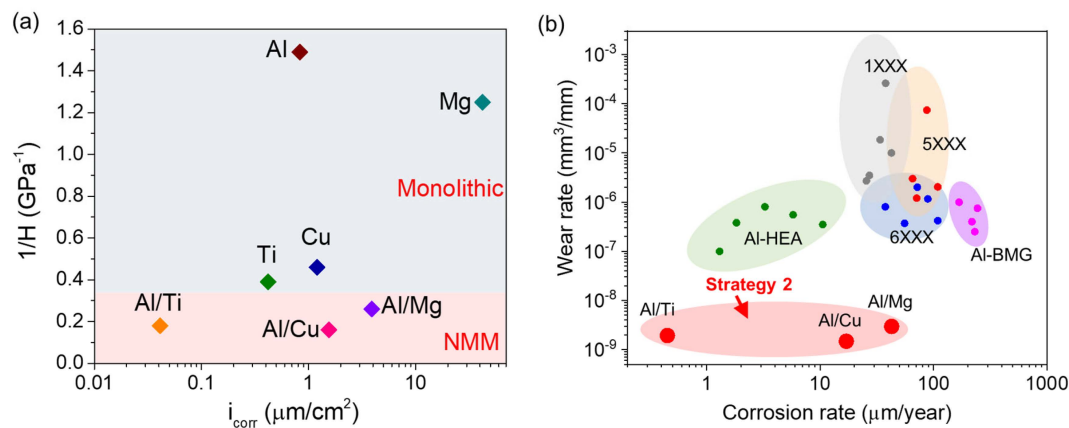 (a)
1.6
1.4
1.2
1.0
0.8
0.6
0.4
0.2
0.0
1/H (GPa⁻¹)
Al
Mg
Monolithic
Cu
Ti
Al/Ti
Al/Mg
Al/Cu
NMM
0.01
0.1
1
10
i_corr (μm/cm²)
(b)
10⁻³
10⁻⁴
10⁻⁵
10⁻⁶
10⁻⁷
10⁻⁸
10⁻⁹
Wear rate (mm³/mm)
1XXX
5XXX
Al-HEA
6XXX
Al-BMG
Strategy 2
Al/Ti
Al/Cu
Al/Mg
1
10
100
1000
Corrosion rate (μm/year)